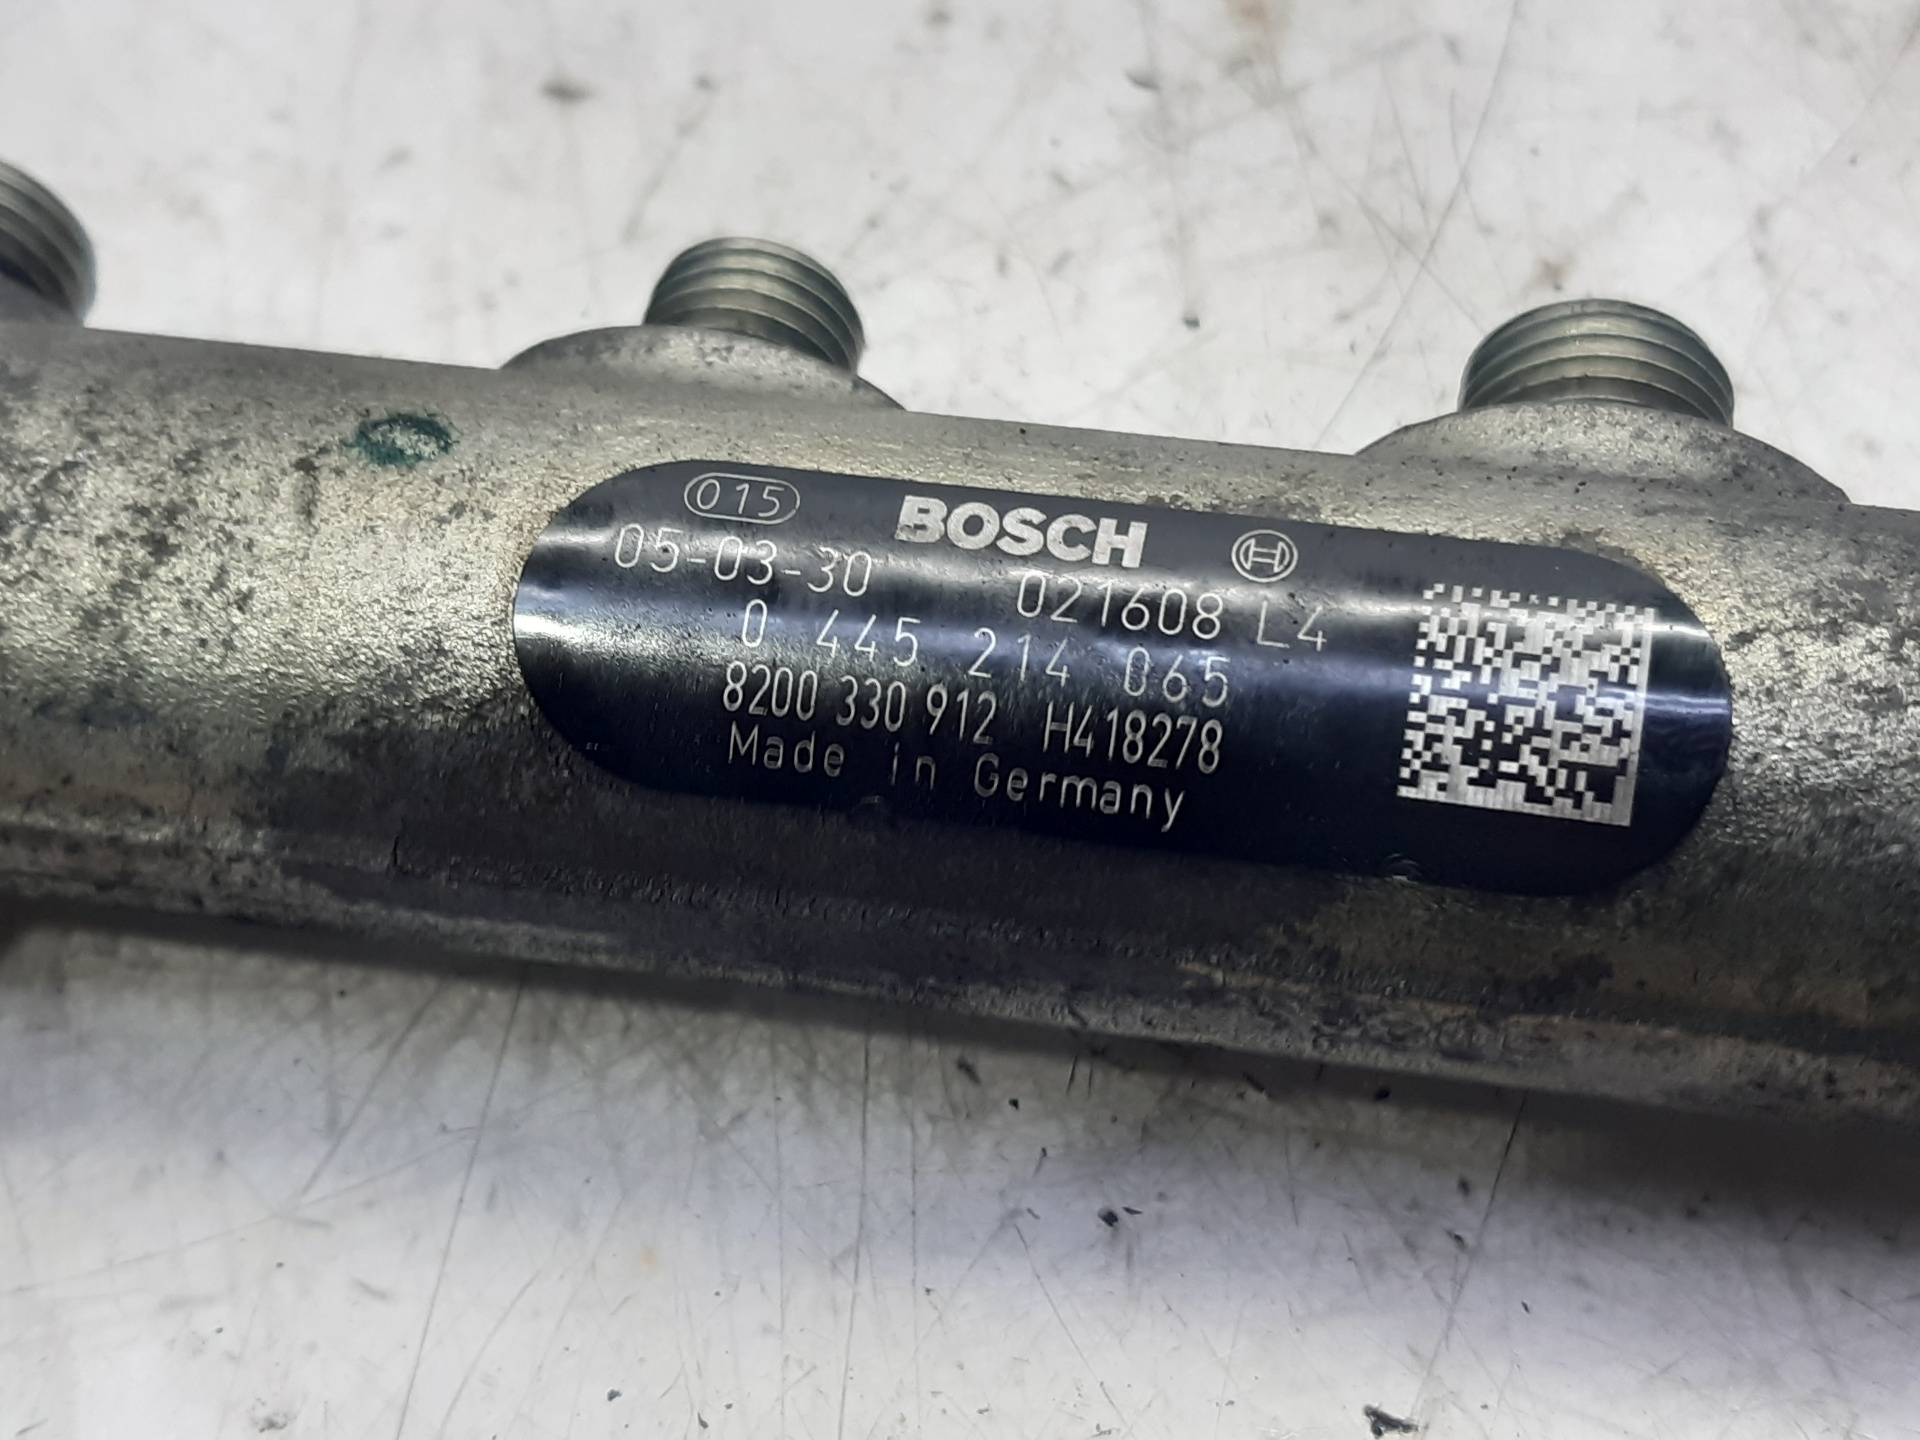 015 BOSCH
05-03-30 021608 L4
0 445 214 065
8200 330 912 H418278
Made in Germany